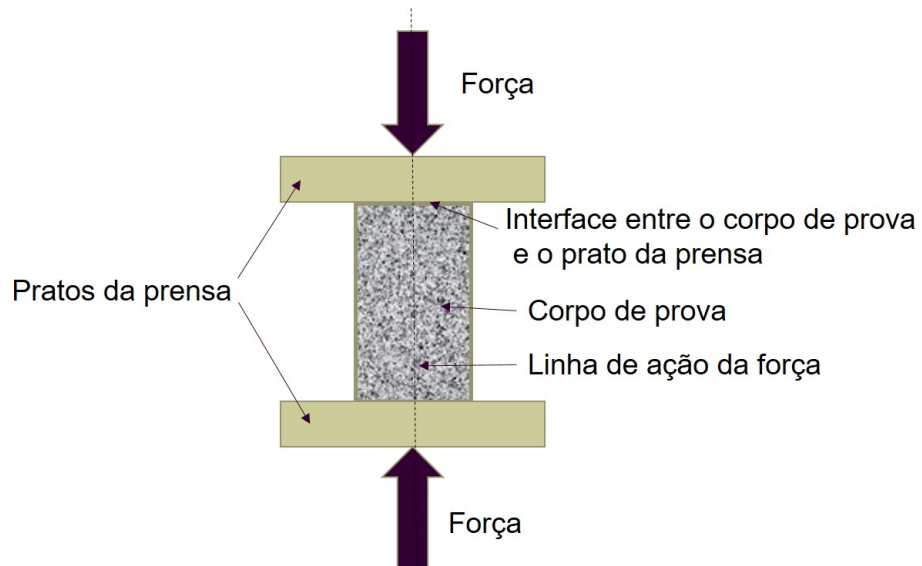 Força
Interface entre o corpo de prova
e o prato da prensa
Pratos da prensa
Corpo de prova
Linha de ação da força
Força